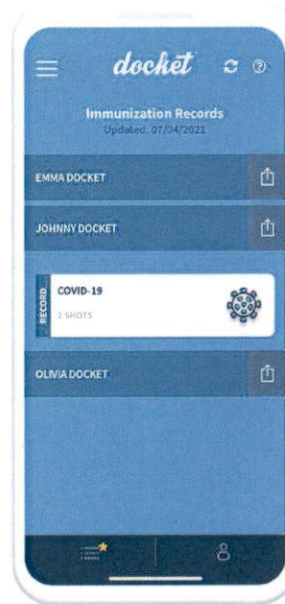 docket
Immunization Records
Updated: 07/04/2021
EMMA DOCKET
JOHNNY DOCKET
RECORD
COVID-19
2 SHOTS
OLIVIA DOCKET